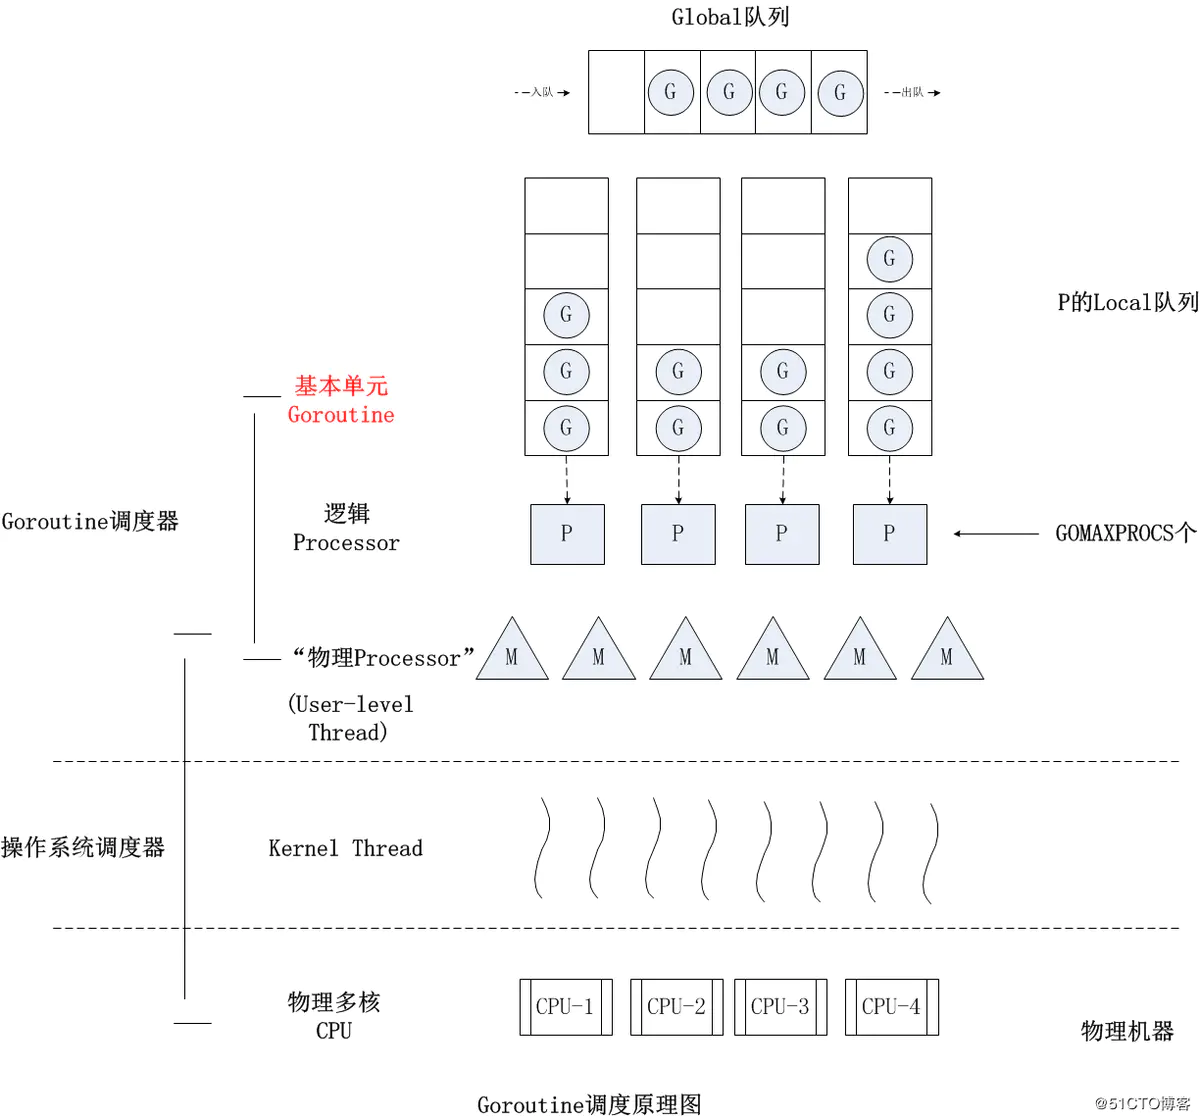 Global队列
入队
G G G G
出队
G
G G
P的Local队列
G G G G
基本单元
Goroutine
G G G G
逻辑
Processor
Goroutine调度器
P P P P
GOMAXPROCS个
“物理Processor”
M M M M M M
(User-level
Thread)
操作系统调度器
Kernel Thread
物理多核
CPU
CPU-1 CPU-2 CPU-3 CPU-4
物理机器
Goroutine调度原理图
@51CTO博客